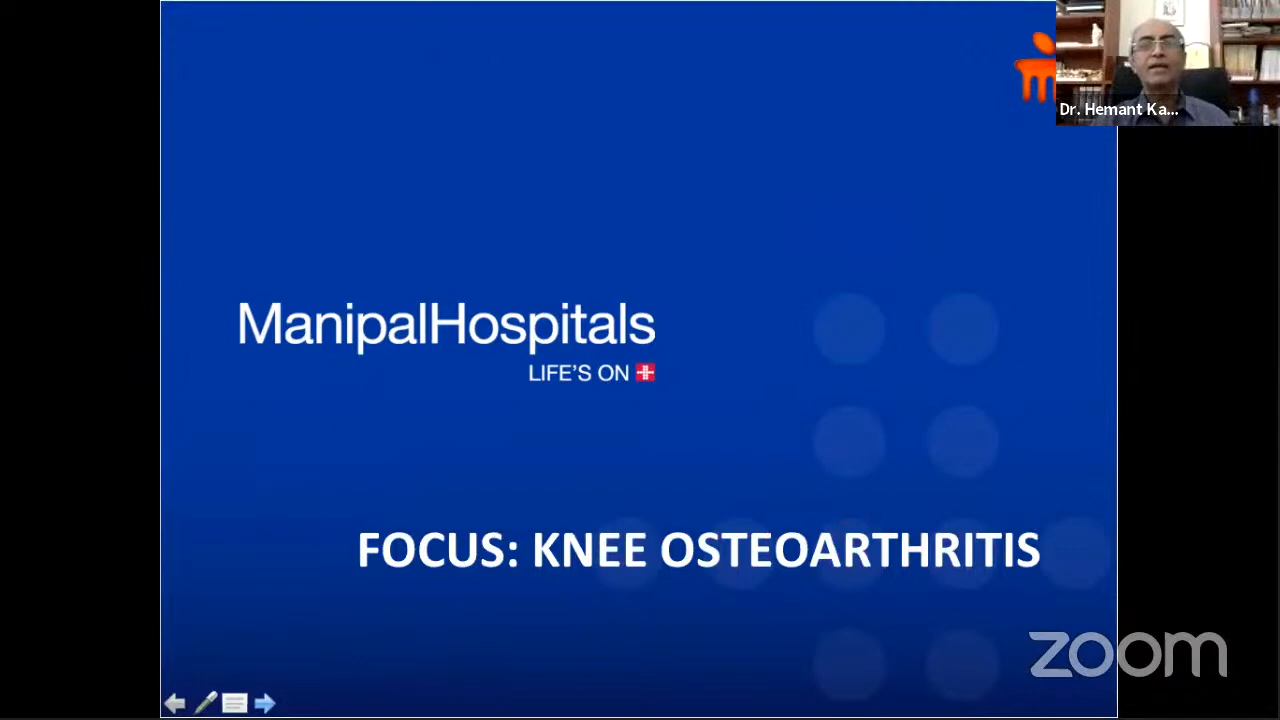 Dr. Hemant Ka...
ManipalHospitals
LIFE'S ON
FOCUS: KNEE OSTEOARTHRITIS
zoom